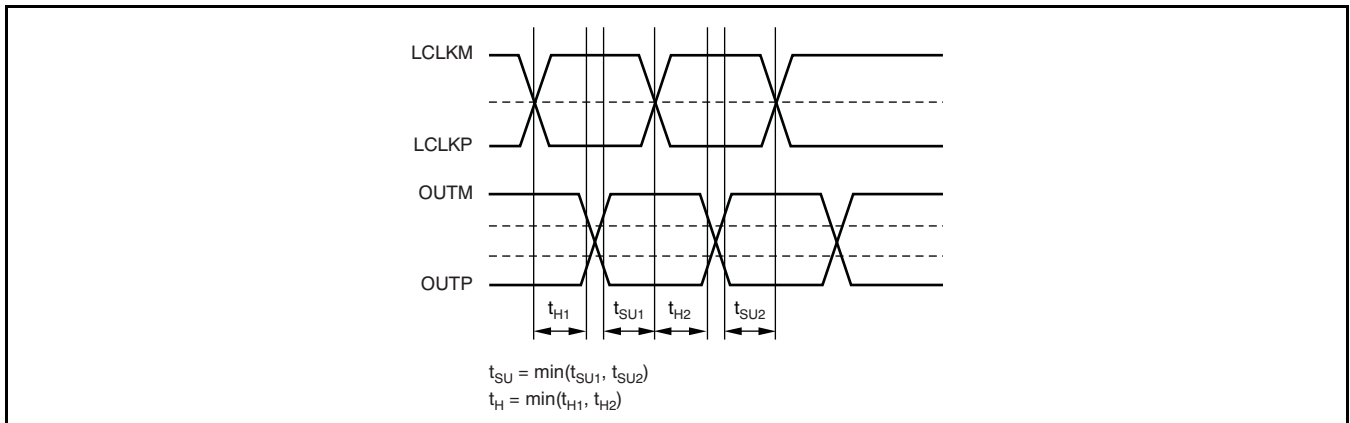 LCLKM
LCLKP
OUTM
OUTP
tH1 tSU1 tH2 tSU2
tSU = min(tSU1, tSU2)
tH = min(tH1, tH2)